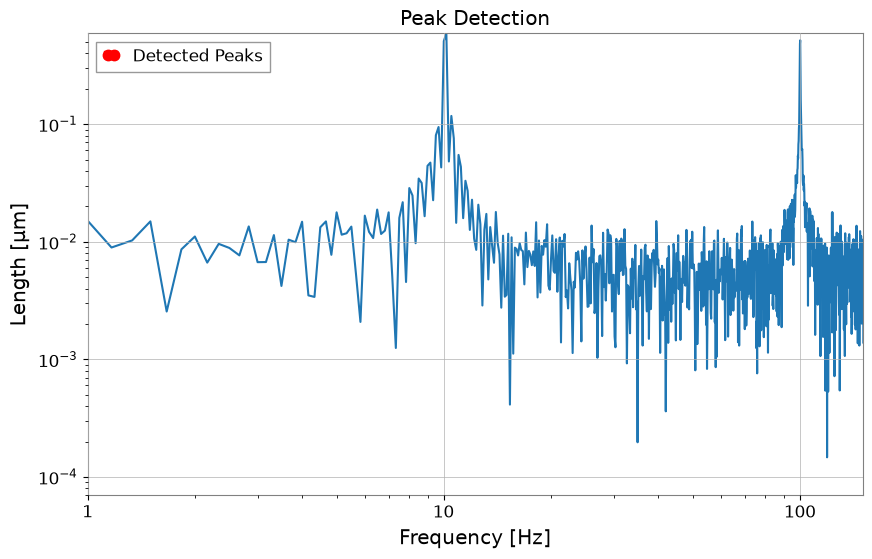 Peak Detection
Detected Peaks
10⁻¹
10⁻²
10⁻³
10⁻⁴
Length [μm]
1 10 100
Frequency [Hz]